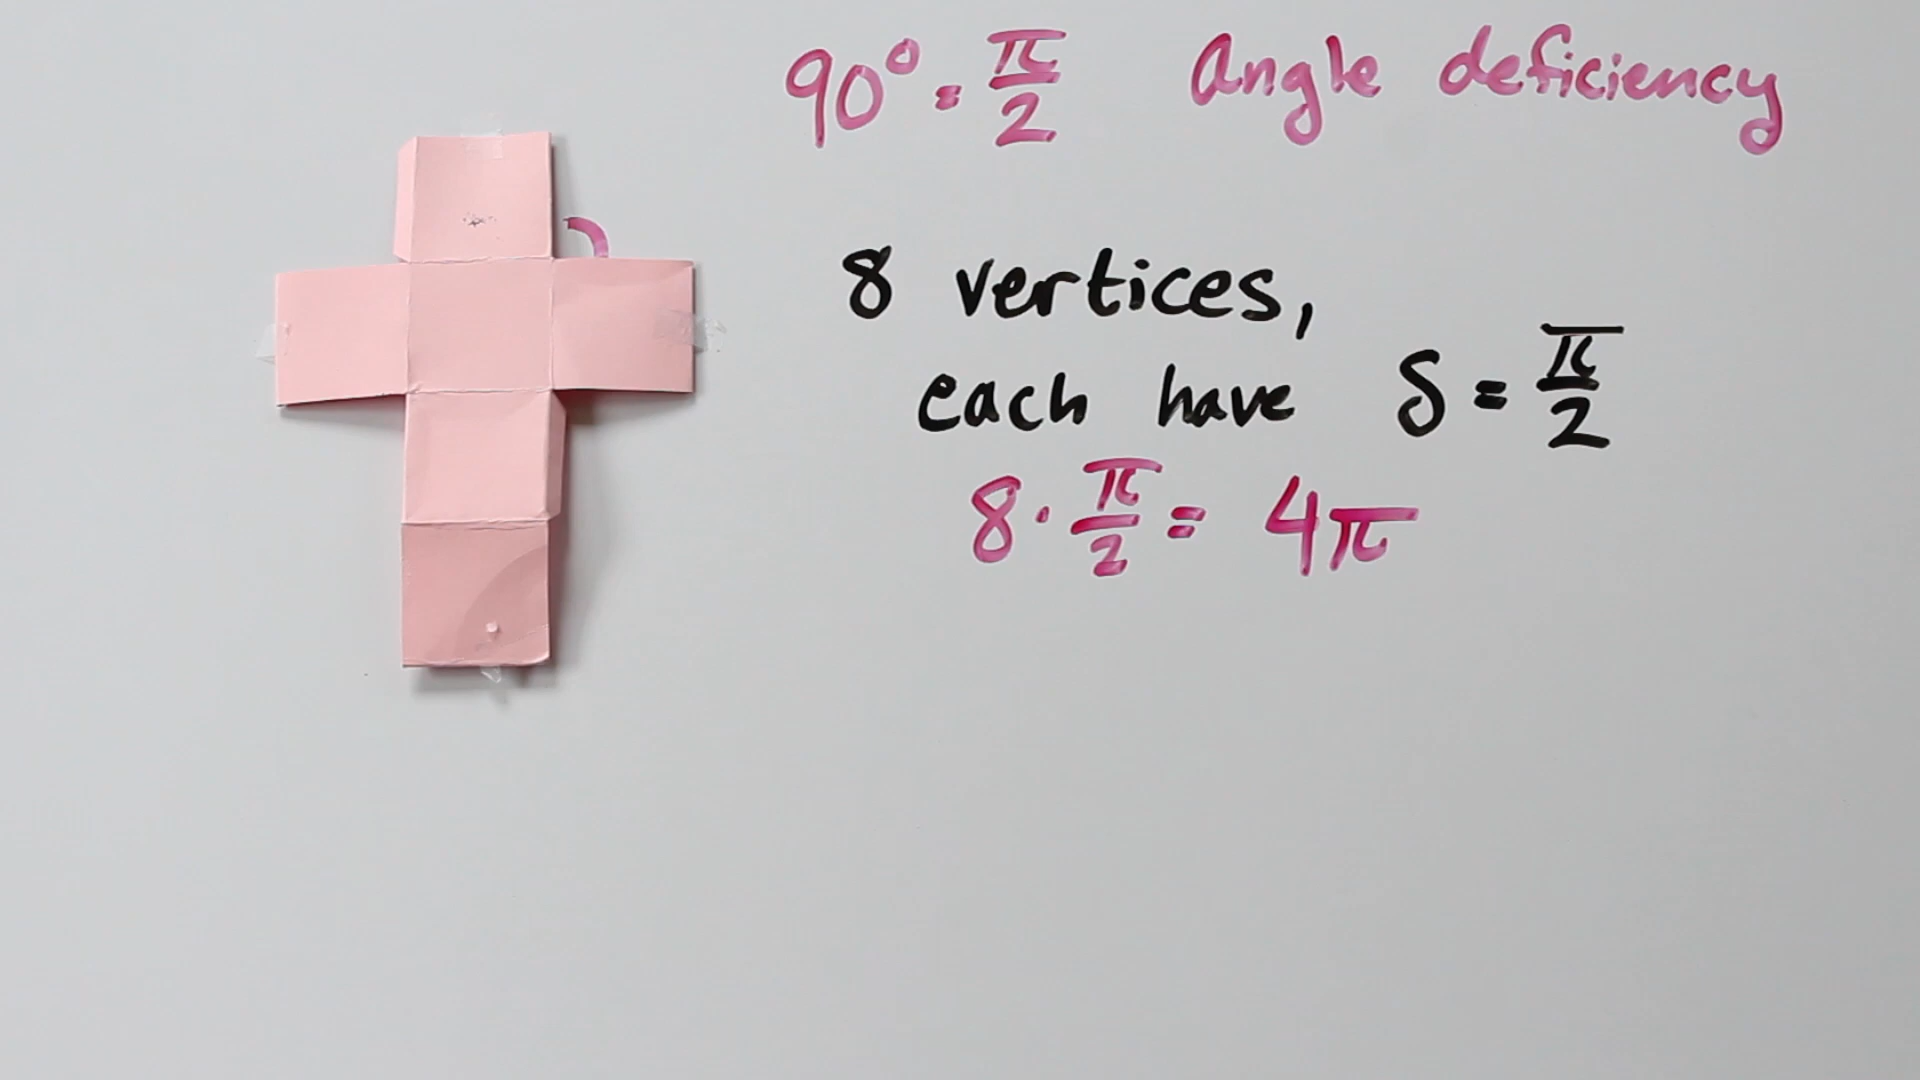 90° = π/2 Angle deficiency
8 vertices,
each have δ = π/2
8 · π/2 = 4π